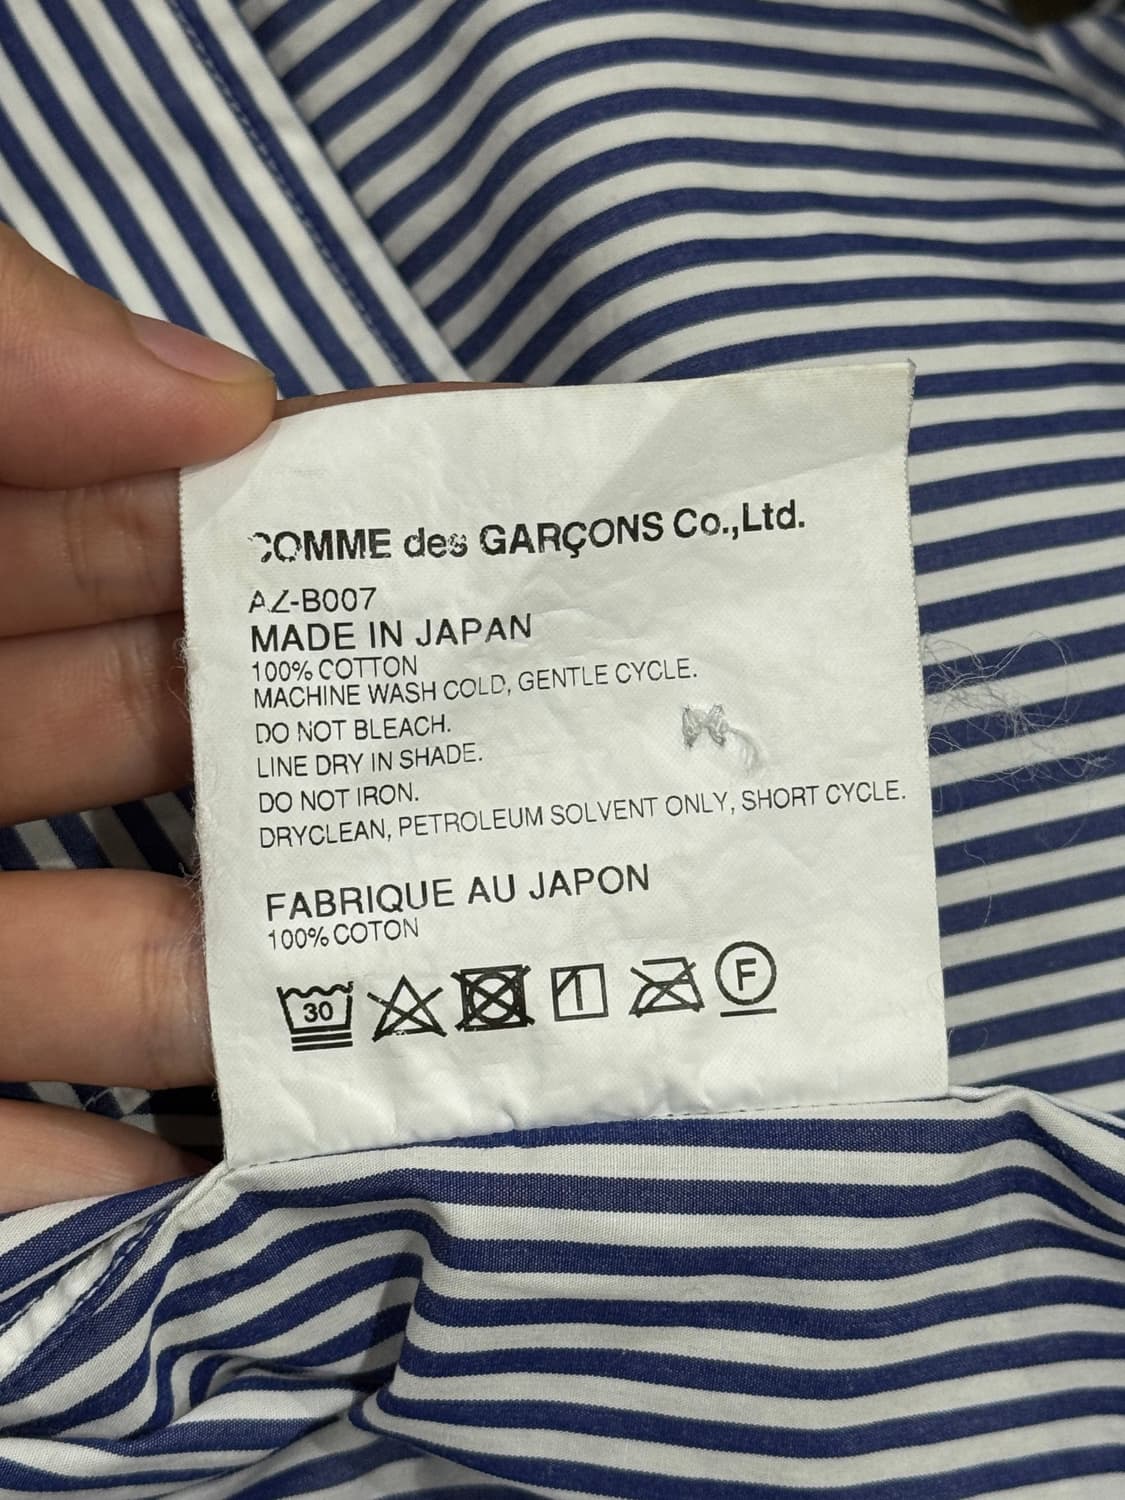 COMME des GARÇONS Co.,Ltd.
AZ-B007
MADE IN JAPAN
100% COTTON
MACHINE WASH COLD, GENTLE CYCLE.
DO NOT BLEACH.
LINE DRY IN SHADE.
DO NOT IRON.
DRYCLEAN, PETROLEUM SOLVENT ONLY, SHORT CYCLE.
FABRIQUE AU JAPON
100% COTON
30 F